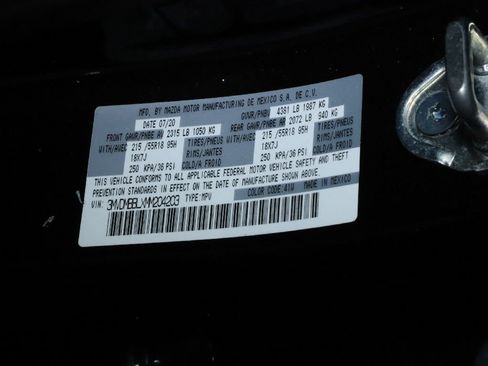 MFD. BY MAZDA MOTOR MANUFACTURING DE MEXICO S.A. DE C.V.
DATE 07/20 GVWR/PNBV 4381 LB 1987 KG
FRONT GAWR/PNBE AV 2315 LB 1050 KG REAR GAWR/PNBE AR 2072 LB 940 KG
WITH/AVEC 215 /55R18 95H TIRES/PNEUS WITH/AVEC 215 /55R18 95H TIRES/PNEUS
18X7J RIMS/JANTES 18X7J RIMS/JANTES
250 KPA/36 PSI COLD/A FROID 250 KPA/36 PSI COLD/A FROID
THIS VEHICLE CONFORMS TO ALL APPLICABLE FEDERAL MOTOR VEHICLE SAFETY AND THEFT
PREVENTION STANDARDS IN EFFECT ON THE DATE OF MANUFACTURE SHOWN ABOVE.
COLOR CODE:41W MADE IN MEXICO
VIN: 3MVDMBBLXMM204203 TYPE:MPV